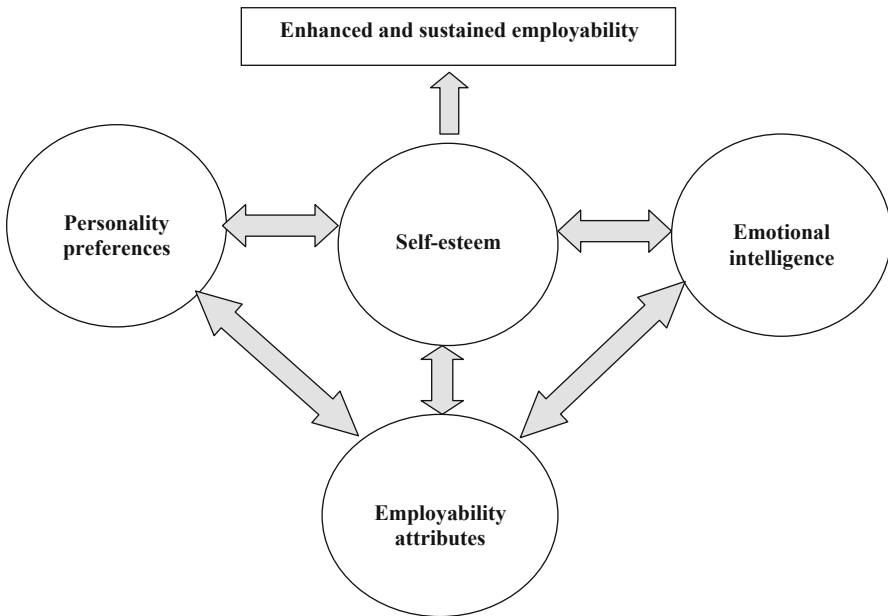 Enhanced and sustained employability
Personality
preferences
Self-esteem
Emotional
intelligence
Employability
attributes